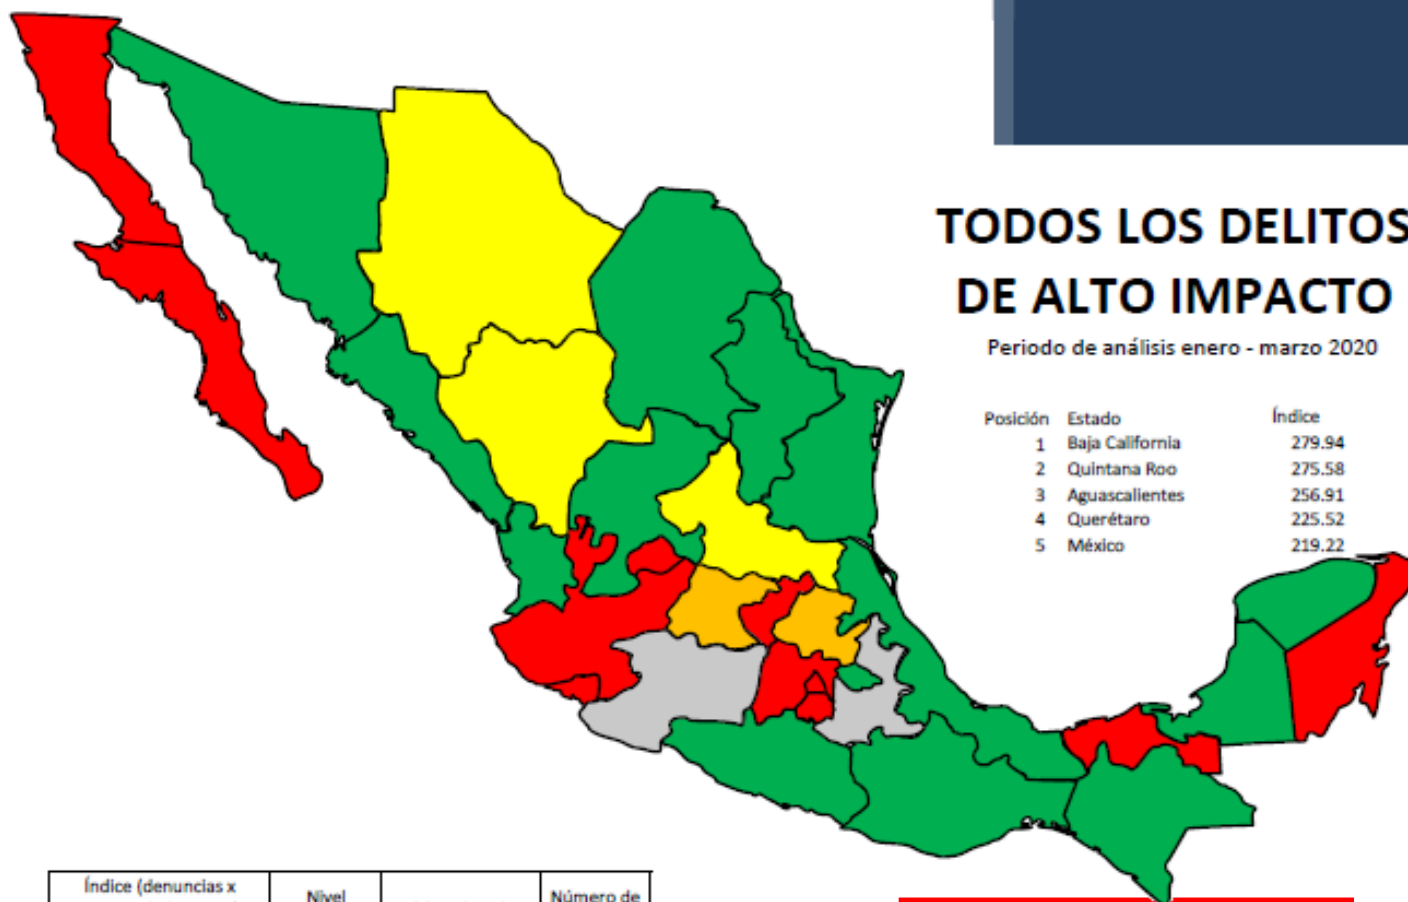 TODOS LOS DELITOS
DE ALTO IMPACTO
Periodo de análisis enero - marzo 2020
Posición Estado Índice
1 Baja California 279.94
2 Quintana Roo 275.58
3 Aguascalientes 256.91
4 Querétaro 225.52
5 México 219.22
Índice (denuncias x
Nivel
Número de